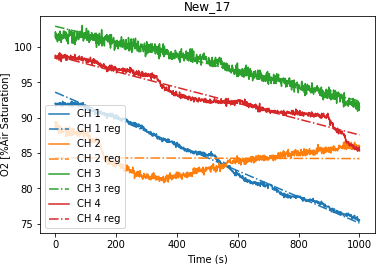 New_17
O2 [%Air Saturation]
100
95
90
85
80
75
CH 1
CH 1 reg
CH 2
CH 2 reg
CH 3
CH 3 reg
CH 4
CH 4 reg
0
200
400
600
800
1000
Time (s)